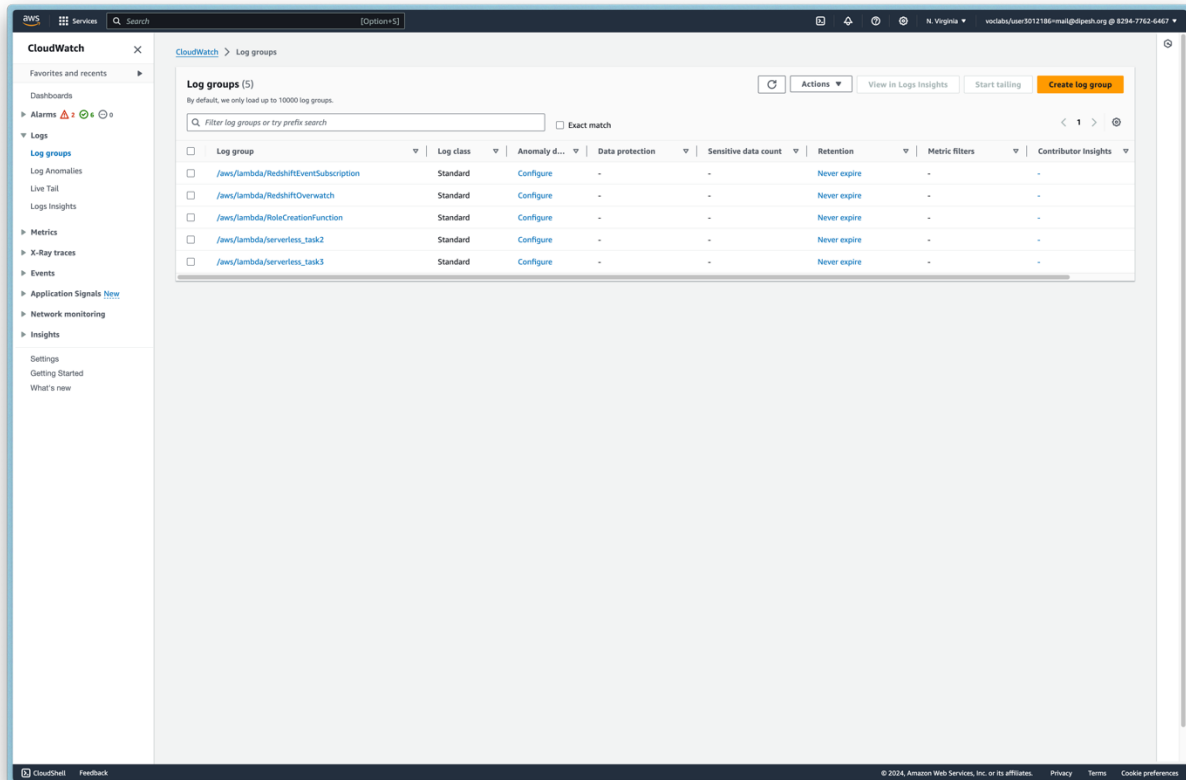 aws Services Search [Option+S] N. Virginia voclabs/user3012186=mail@dipesh.org @ 8294-7762-6467
CloudWatch
Favorites and recents
Dashboards
Alarms 2 6 0
Logs
Log groups
Log Anomalies
Live Tail
Logs Insights
Metrics
X-Ray traces
Events
Application Signals New
Network monitoring
Insights
Settings
Getting Started
What's new
CloudWatch > Log groups
Log groups (5)
By default, we only load up to 10000 log groups.
Actions View in Logs Insights Start tailing Create log group
Filter log groups or try prefix search Exact match 1
Log group Log class Anomaly d... Data protection Sensitive data count Retention Metric filters Contributor Insights
/aws/lambda/RedshiftEventSubscription Standard Configure - - Never expire - -
/aws/lambda/RedshiftOverwatch Standard Configure - - Never expire - -
/aws/lambda/RoleCreationFunction Standard Configure - - Never expire - -
/aws/lambda/serverless_task2 Standard Configure - - Never expire - -
/aws/lambda/serverless_task3 Standard Configure - - Never expire - -
CloudShell Feedback © 2024, Amazon Web Services, Inc. or its affiliates. Privacy Terms Cookie preferences